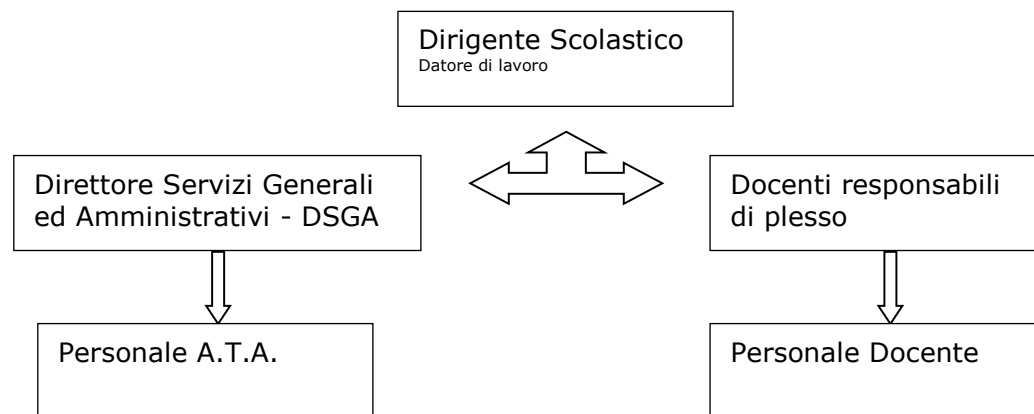 Dirigente Scolastico
Datore di lavoro
Direttore Servizi Generali
ed Amministrativi - DSGA
Docenti responsabili
di plesso
Personale A.T.A.
Personale Docente